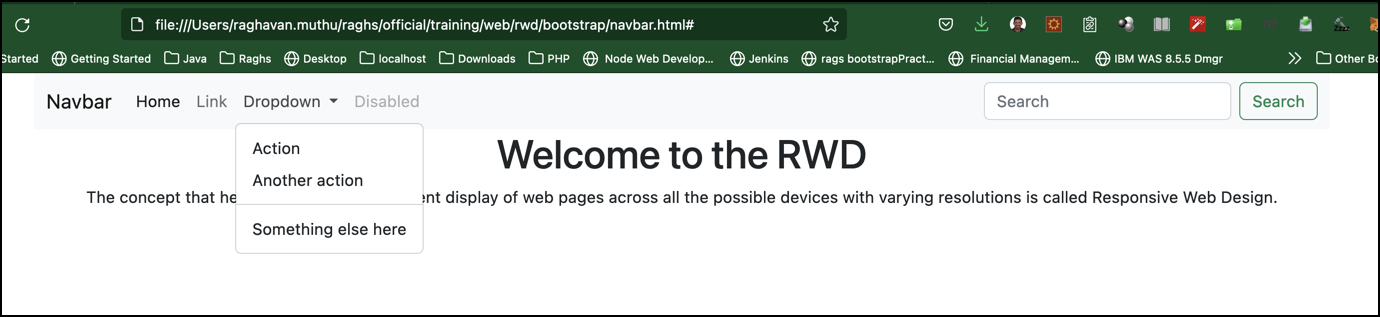 file:///Users/raghavan.muthu/raghs/official/training/web/rwd/bootstrap/navbar.html#
Started Getting Started Java Raghs Desktop localhost Downloads PHP Node Web Develop... Jenkins rags bootstrapPract... Financial Managem... IBM WAS 8.5.5 Dmgr Other Bo
Navbar Home Link Dropdown Disabled Search Search
Action
Welcome to the RWD
Another action
The concept that he ent display of web pages across all the possible devices with varying resolutions is called Responsive Web Design.
Something else here